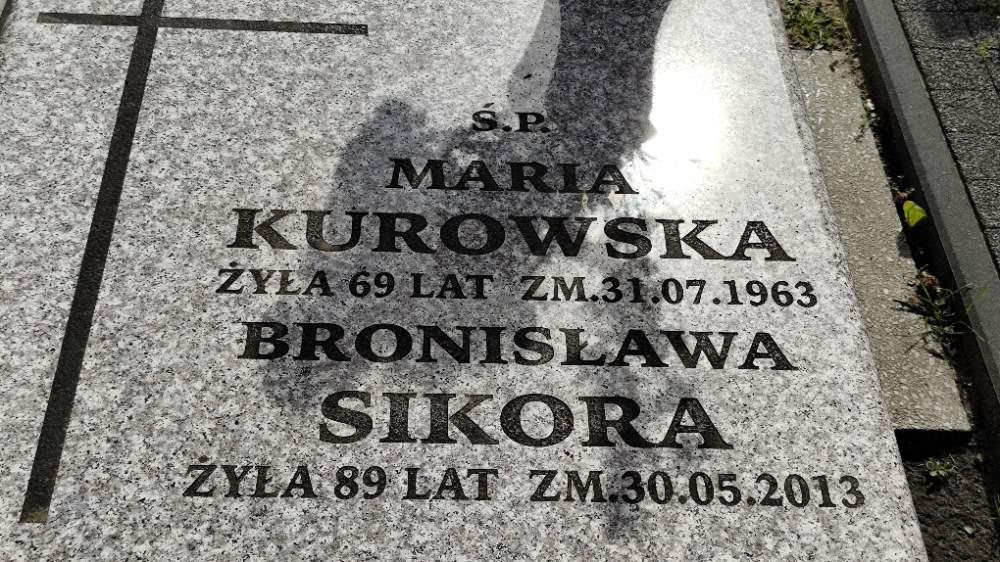 Ś.P.
MARIA
KUROWSKA
ŻYŁA 69 LAT ZM.31.07.1963
BRONISŁAWA
SIKORA
ŻYŁA 89 LAT ZM.30.05.2013